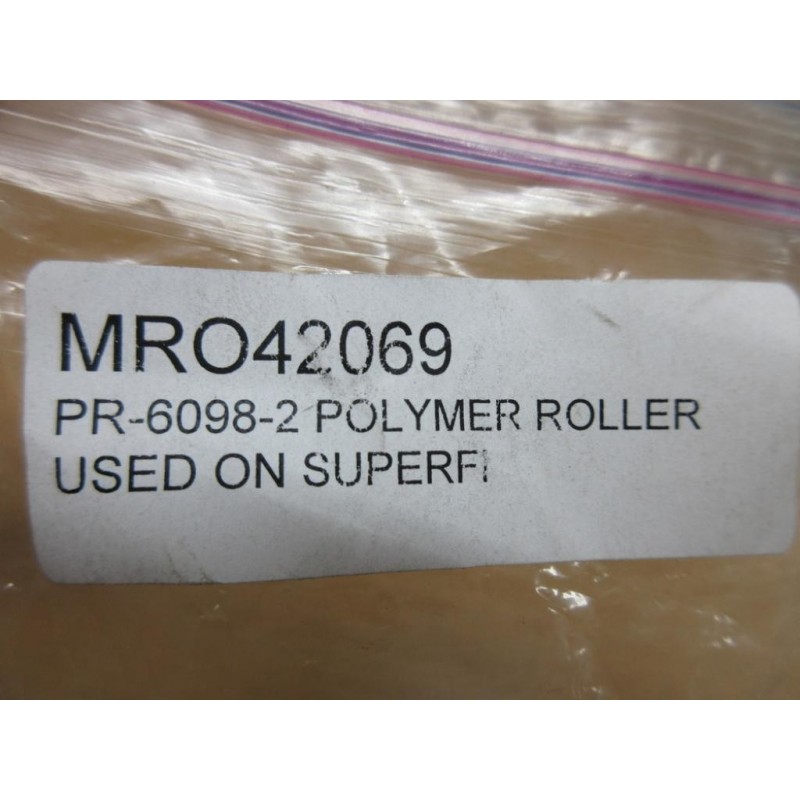 MRO42069
PR-6098-2 POLYMER ROLLER
USED ON SUPERFI